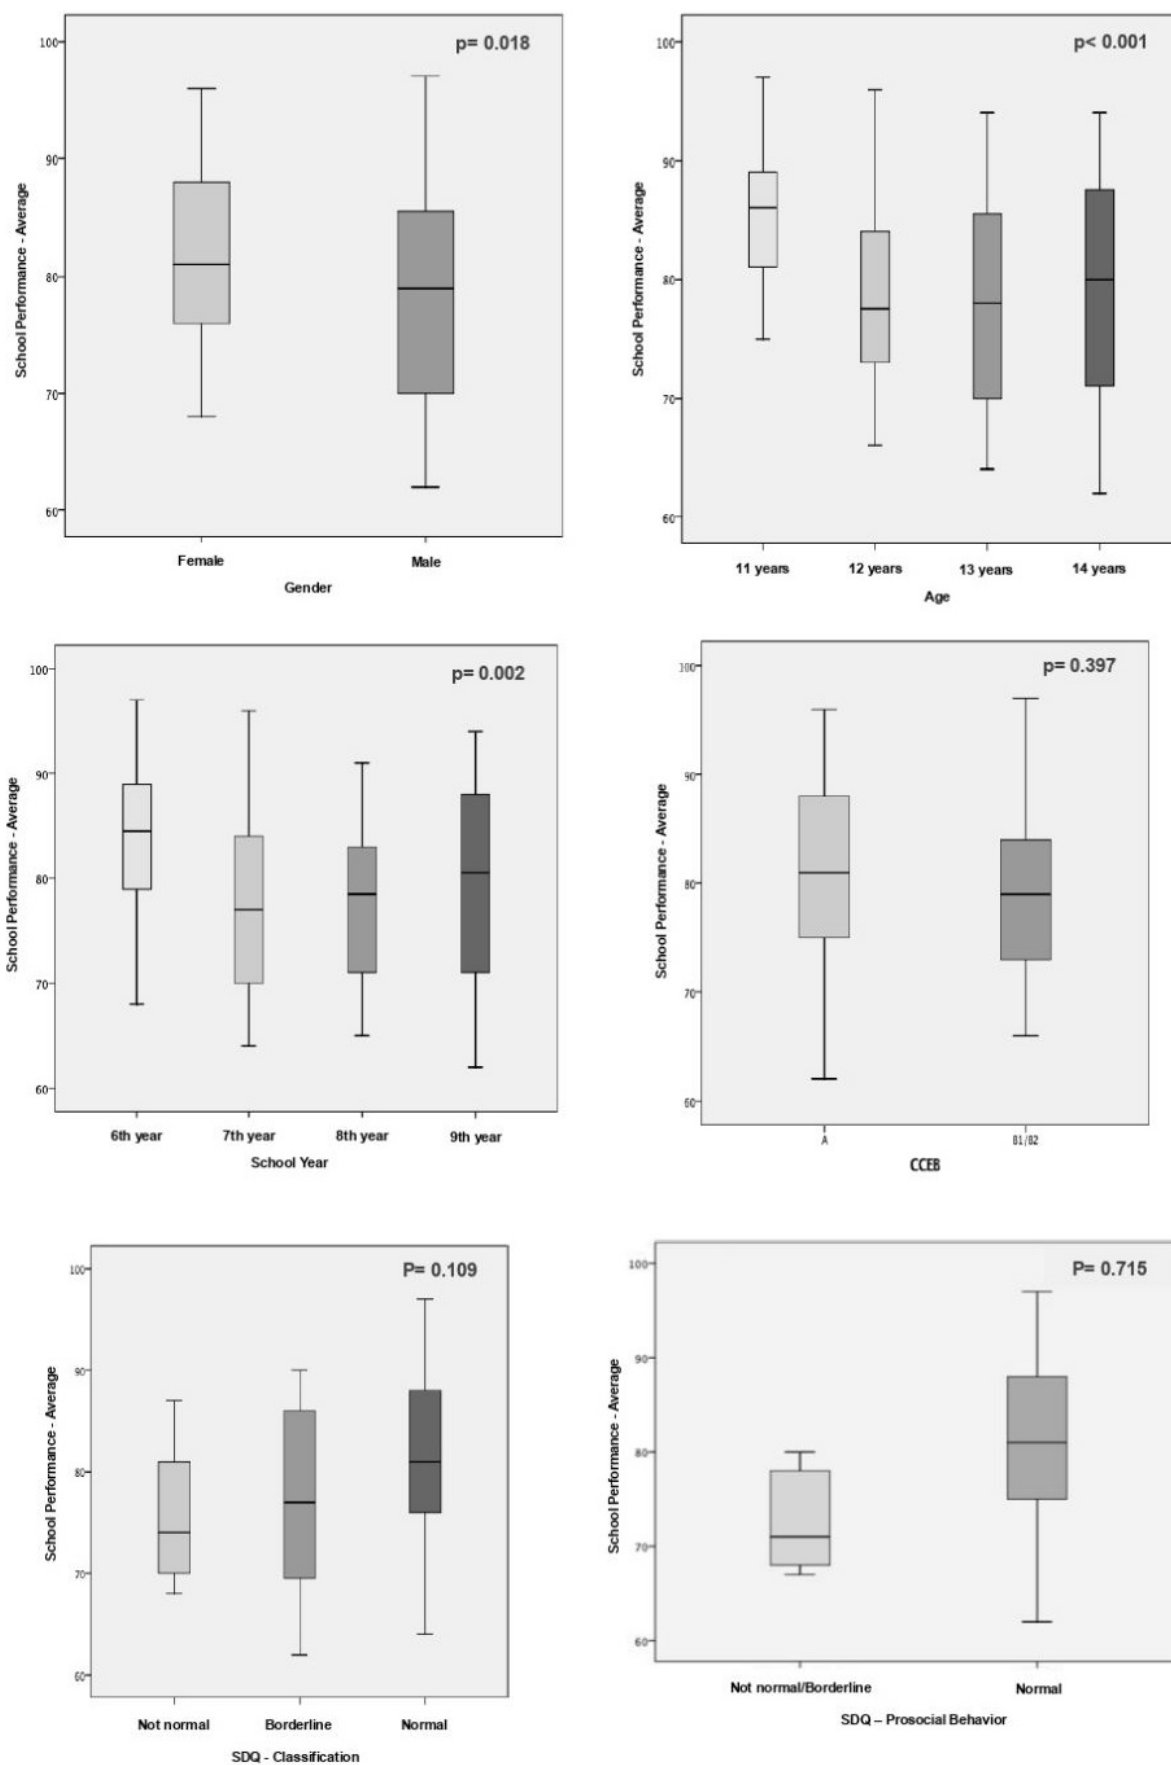 p= 0.018
100
90
80
70
60
School Performance - Average
Female Male
Gender
p< 0.001
100
90
80
70
60
School Performance - Average
11 years 12 years 13 years 14 years
Age
p= 0.002
100
90
80
70
60
School Performance - Average
6th year 7th year 8th year 9th year
School Year
p= 0.397
100
90
80
70
60
School Performance - Average
A B1/B2
CCEB
P= 0.109
100
90
80
70
60
School Performance - Average
Not normal Borderline Normal
SDQ - Classification
P= 0.715
100
90
80
70
60
School Performance - Average
Not normal/Borderline Normal
SDQ – Prosocial Behavior